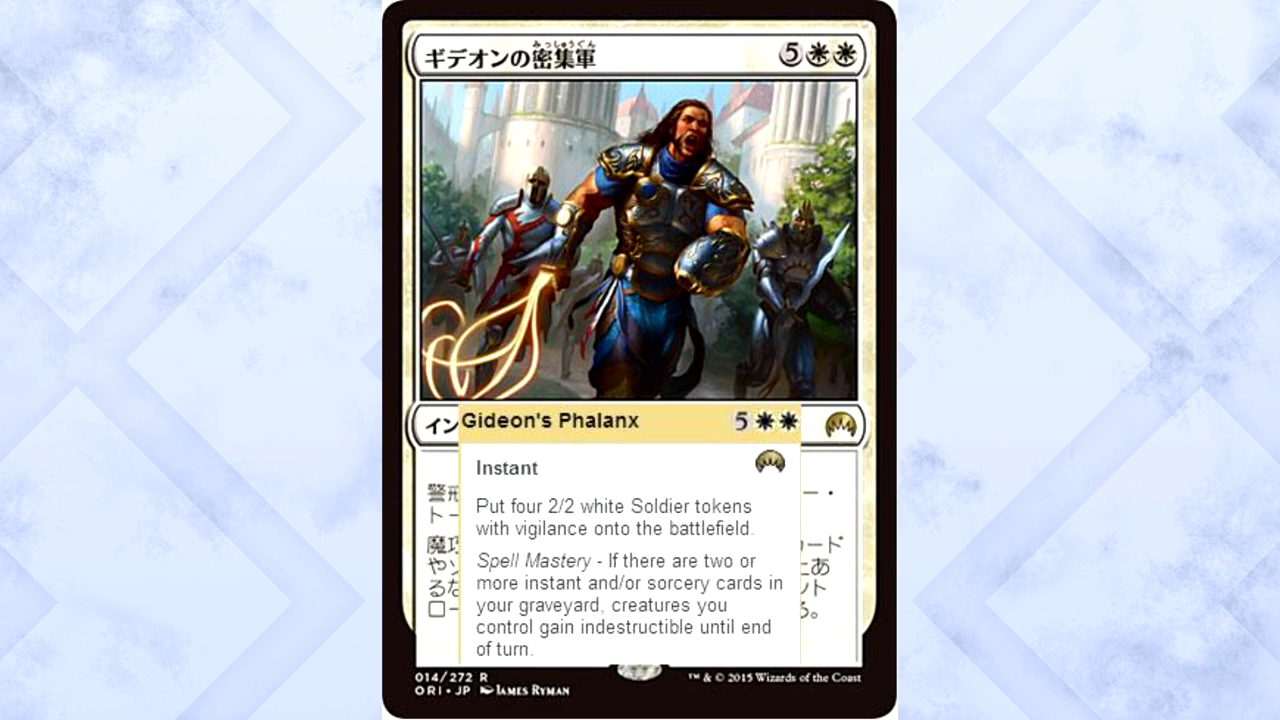 みっしゅうぐん
ギデオンの密集軍 5
イン
Gideon's Phalanx 5
Instant
Put four 2/2 white Soldier tokens
with vigilance onto the battlefield.
Spell Mastery - If there are two or
more instant and/or sorcery cards in
your graveyard, creatures you
control gain indestructible until end
of turn.
警戒 ー・
トー
ード
や
るな ント
ロー る。
014/272 R ™ & © 2015 Wizards of the Coast
ORI • JP James Ryman